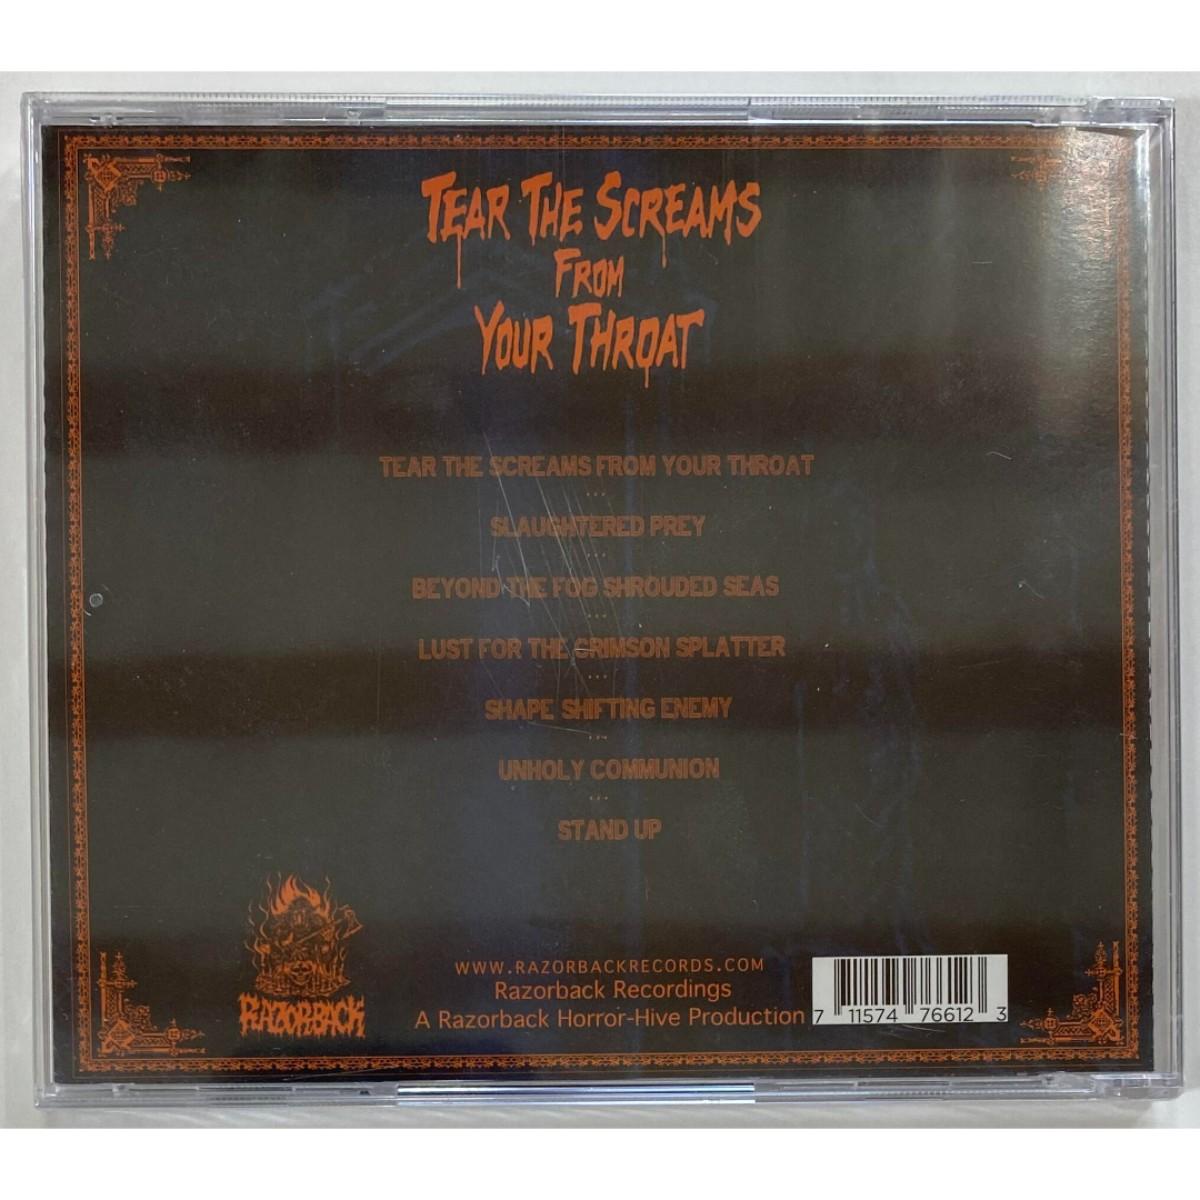 TEAR THE SCREAMS
FROM
YOUR THROAT
TEAR THE SCREAMS FROM YOUR THROAT
...
SLAUGHTERED PREY
...
BEYOND THE FOG SHROUDED SEAS
...
LUST FOR THE CRIMSON SPLATTER
...
SHAPE SHIFTING ENEMY
...
UNHOLY COMMUNION
...
STAND UP
RAZORBACK
WWW.RAZORBACKRECORDS.COM
Razorback Recordings
A Razorback Horror-Hive Production
7 11574 76612 3